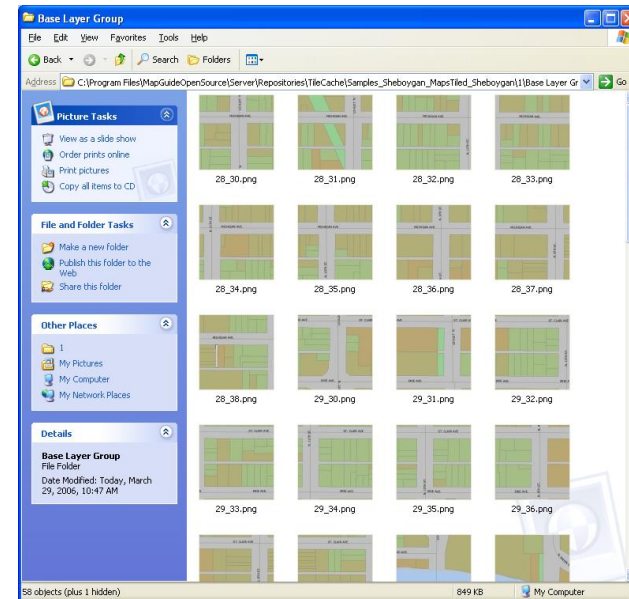 Base Layer Group
File Edit View Favorites Tools Help
Back Search Folders
Address C:\Program Files\MapGuideOpenSource\Server\Repositories\TileCache\Samples_Sheboygan_MapsTiled_Sheboygan\1\Base Layer Gr Go
Picture Tasks
View as a slide show
Order prints online
Print pictures
Copy all items to CD
File and Folder Tasks
Make a new folder
Publish this folder to the
Web
Share this folder
Other Places
1
My Pictures
My Computer
My Network Places
Details
Base Layer Group
File Folder
Date Modified: Today, March
29, 2006, 10:47 AM
28_30.png 28_31.png 28_32.png 28_33.png
28_34.png 28_35.png 28_36.png 28_37.png
28_38.png 29_30.png 29_31.png 29_32.png
29_33.png 29_34.png 29_35.png 29_36.png
58 objects (plus 1 hidden) 849 KB My Computer